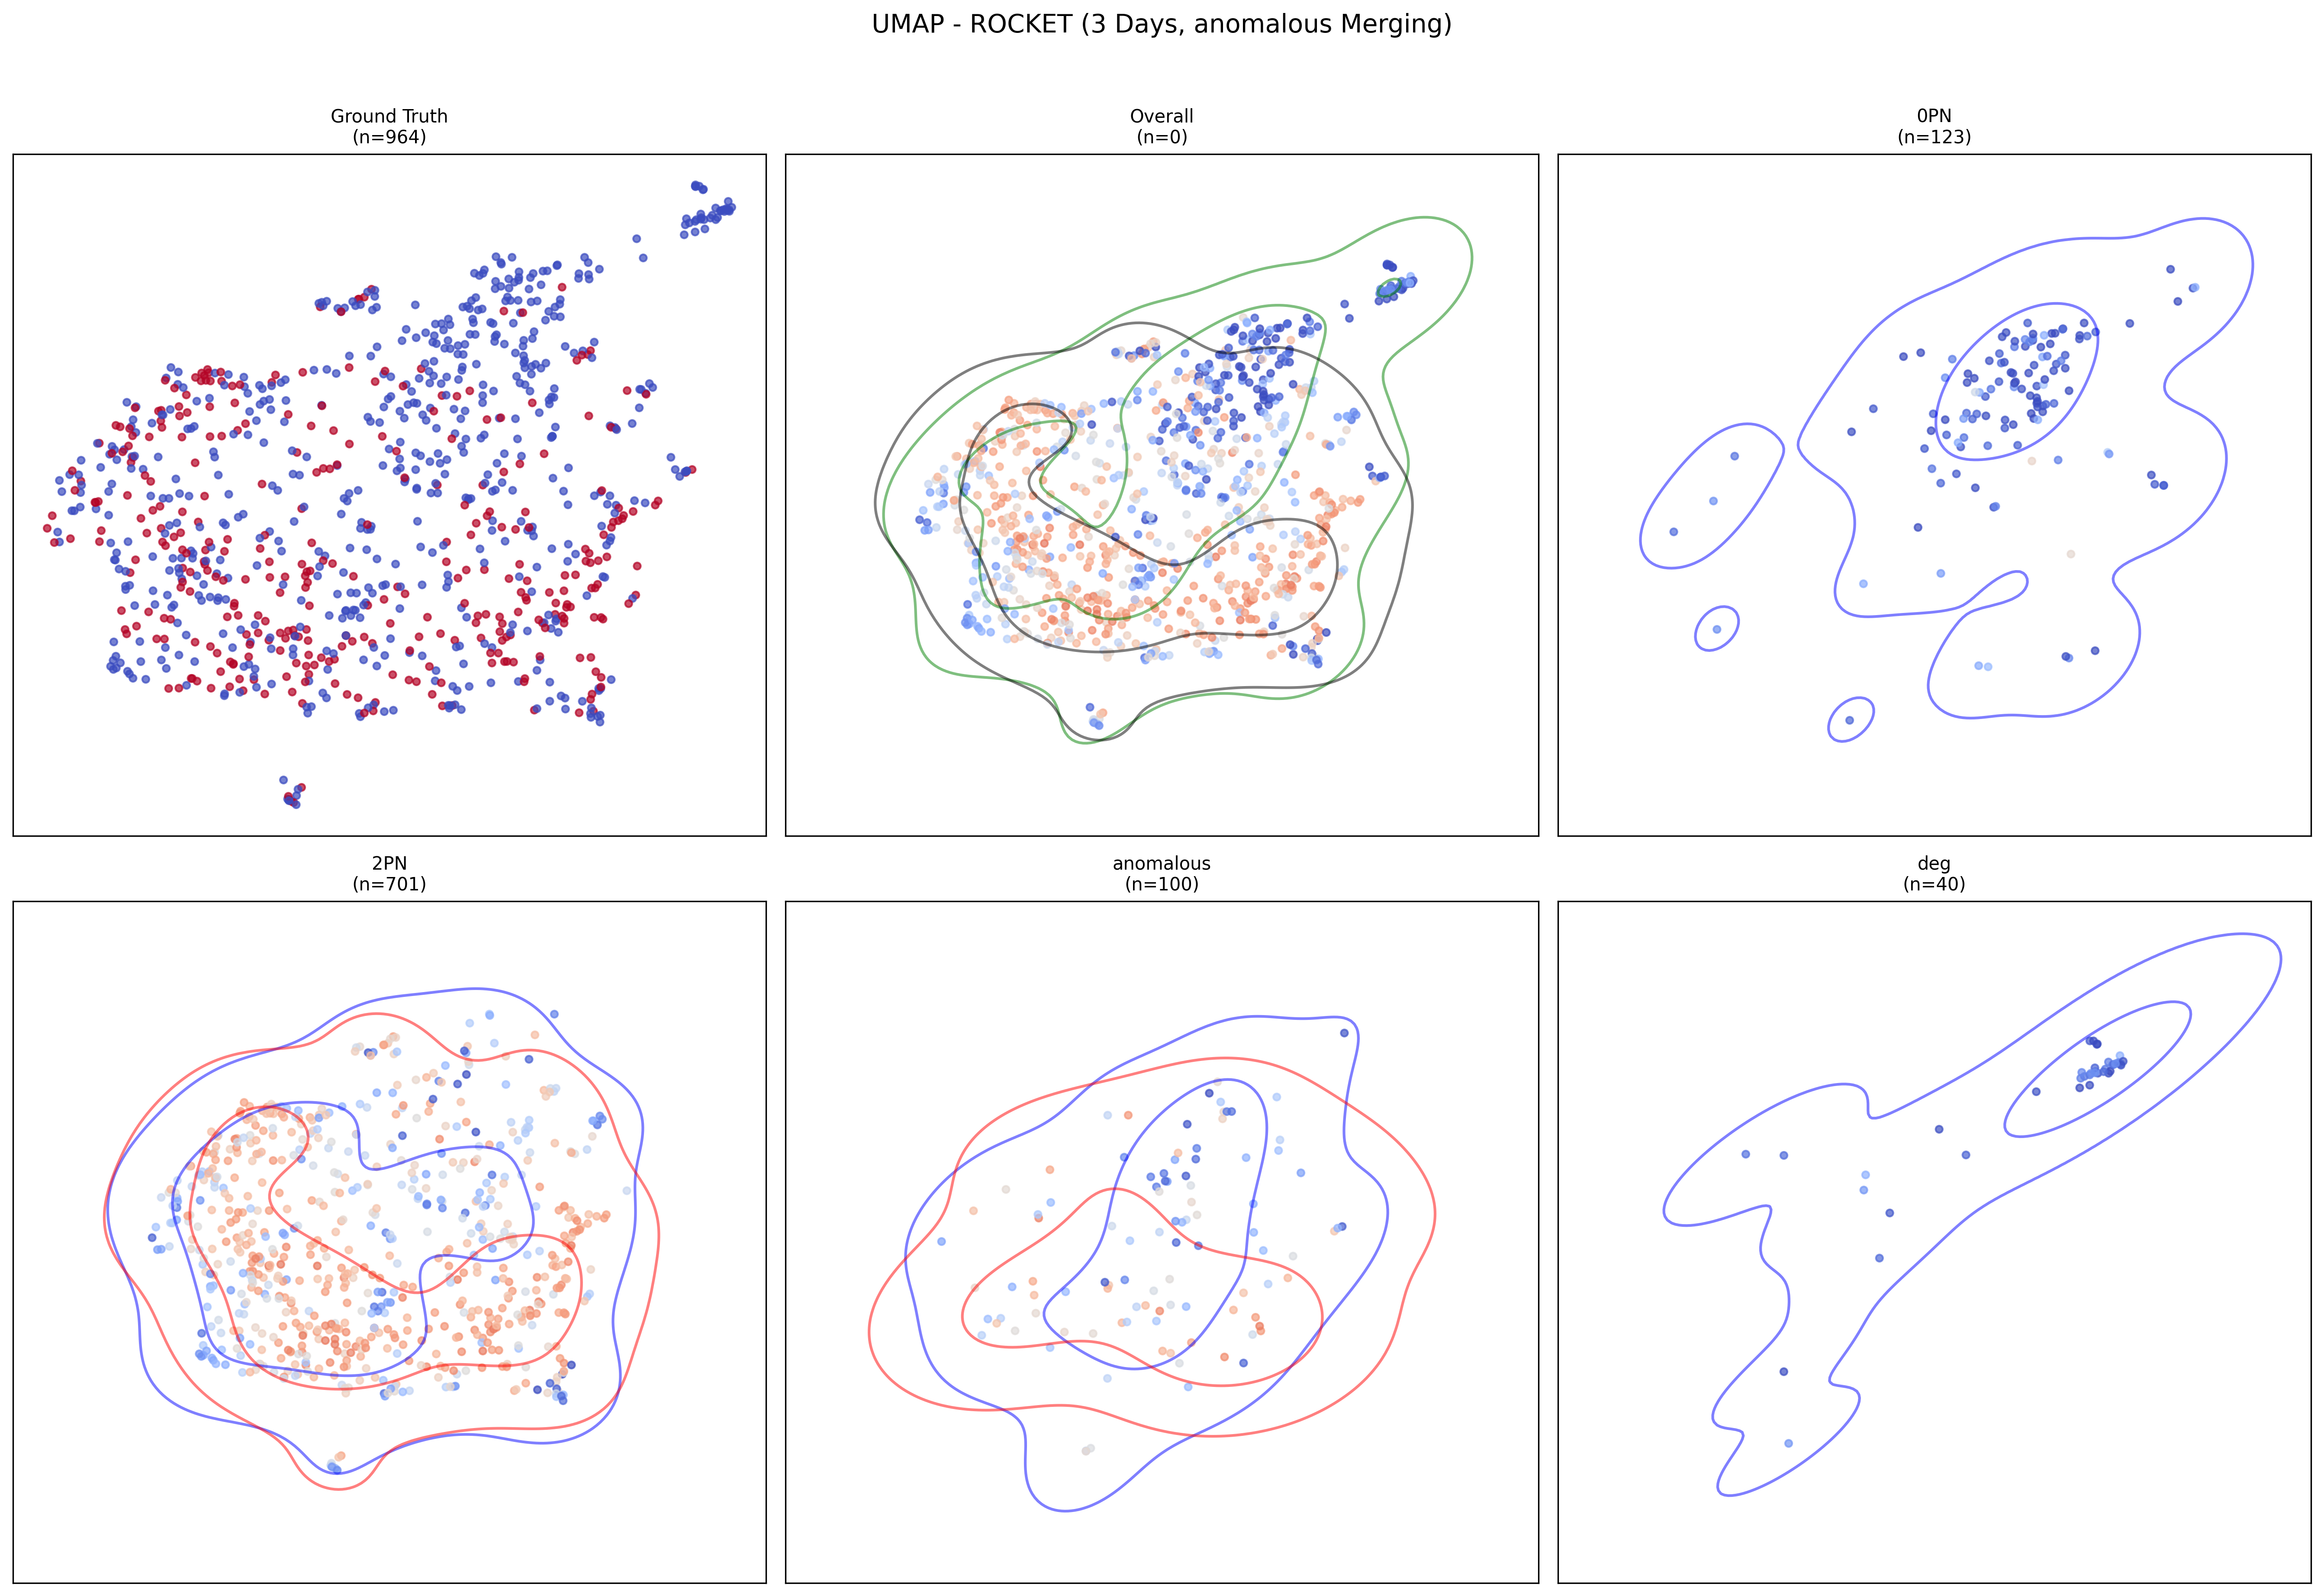 UMAP - ROCKET (3 Days, anomalous Merging)
Ground Truth
(n=964)
Overall
(n=0)
0PN
(n=123)
2PN
(n=701)
anomalous
(n=100)
deg
(n=40)